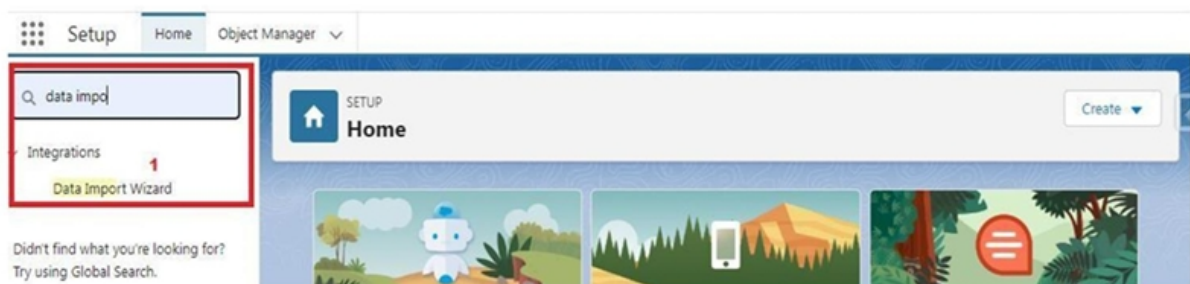 Setup
Home
Object Manager
data impo
Integrations
1
Data Import Wizard
Didn't find what you're looking for?
Try using Global Search.
SETUP
Home
Create